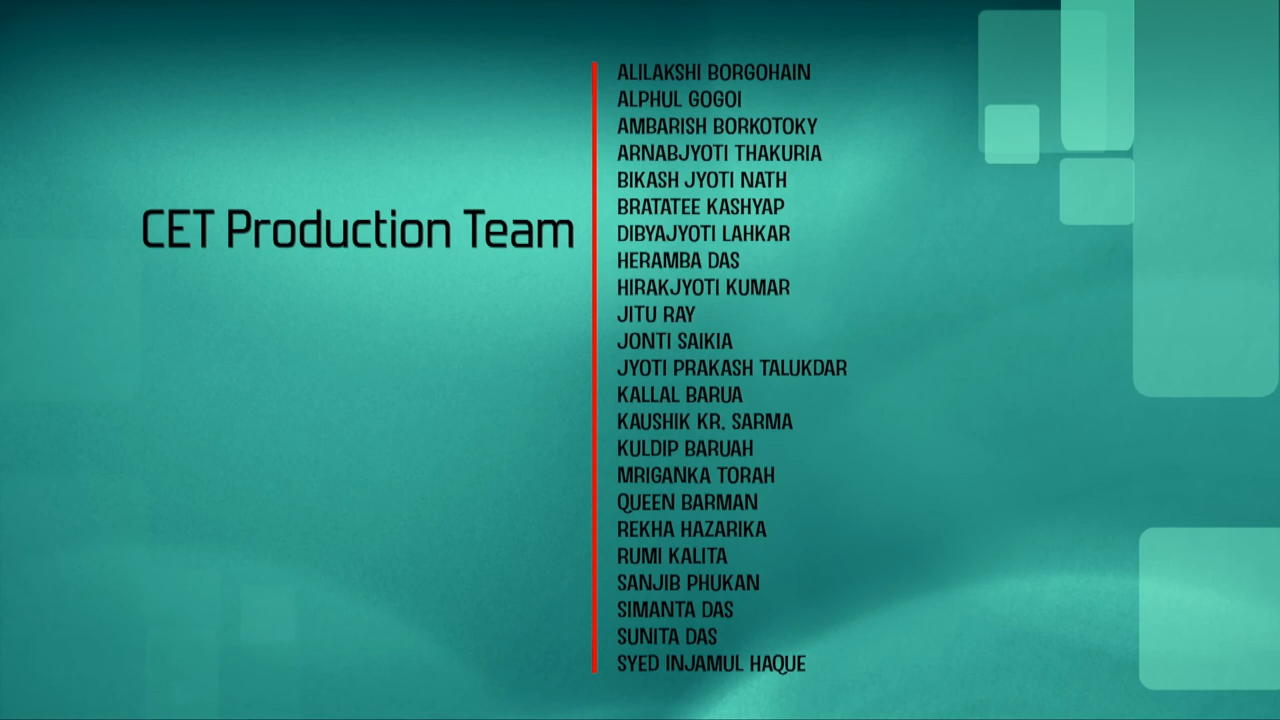 CET Production Team
ALILAKSHI BORGOHAIN
ALPHUL GOGOI
AMBARISH BORKOTOKY
ARNABJYOTI THAKURIA
BIKASH JYOTI NATH
BRATATEE KASHYAP
DIBYAJYOTI LAHKAR
HERAMBA DAS
HIRAKJYOTI KUMAR
JITU RAY
JONTI SAIKIA
JYOTI PRAKASH TALUKDAR
KALLAL BARUA
KAUSHIK KR. SARMA
KULDIP BARUAH
MRIGANKA TORAH
QUEEN BARMAN
REKHA HAZARIKA
RUMI KALITA
SANJIB PHUKAN
SIMANTA DAS
SUNITA DAS
SYED INJAMUL HAQUE